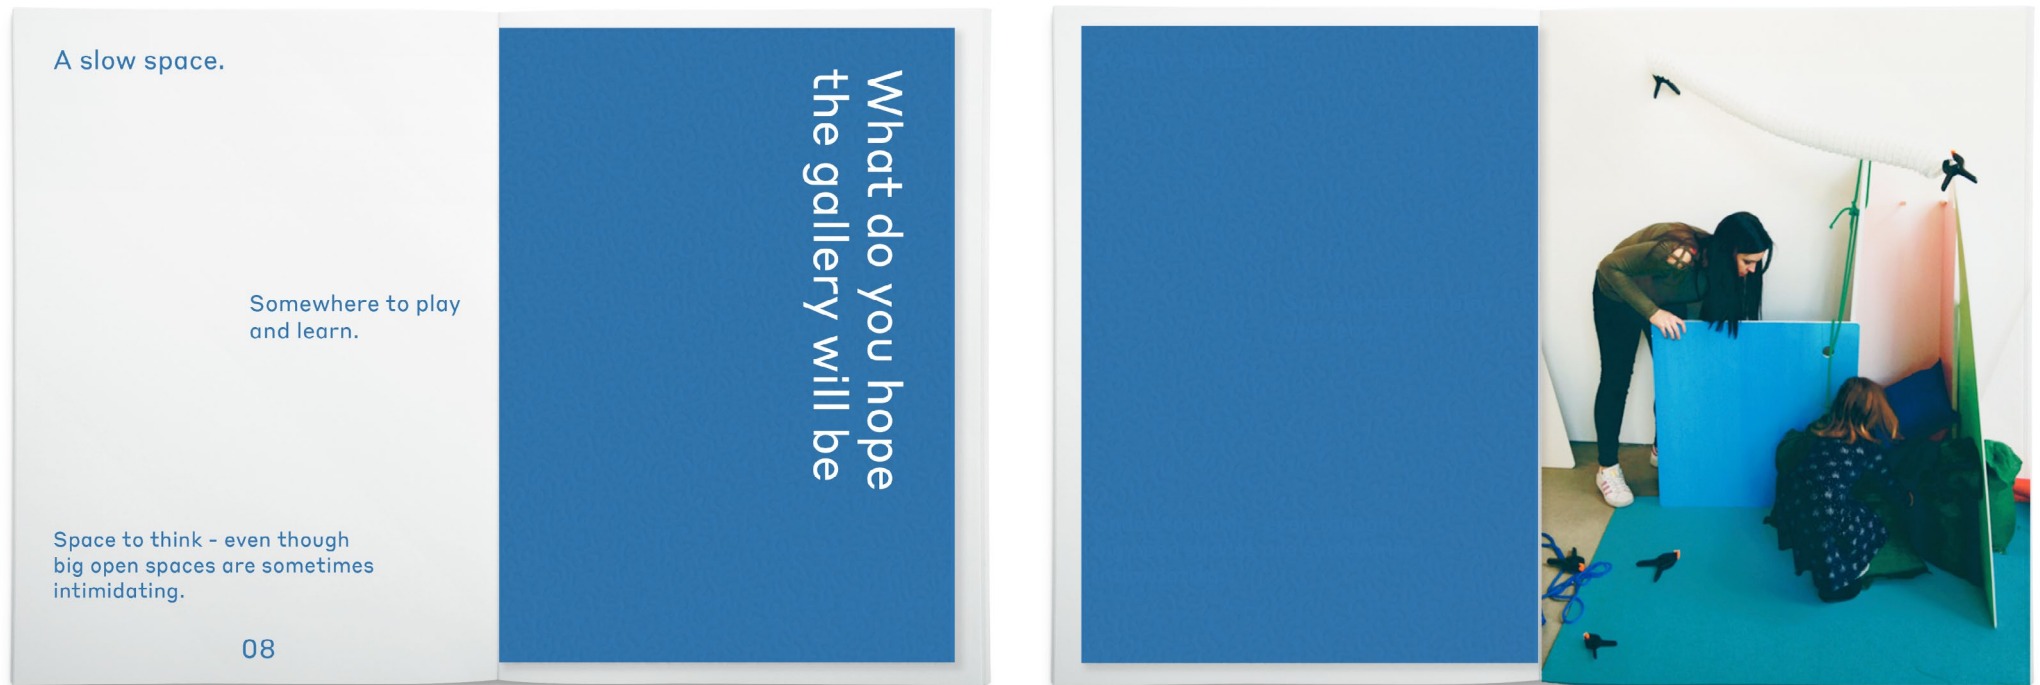 A slow space.
Somewhere to play
and learn.
Space to think - even though
big open spaces are sometimes
intimidating.
08
What do you hope
the gallery will be